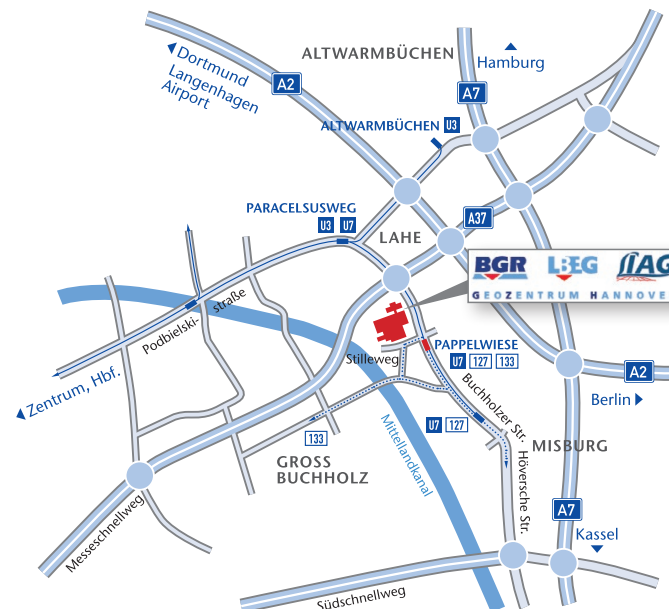 ALTWARMBÜCHEN
Hamburg
Dortmund
Langenhagen
Airport
A2
A7
ALTWARMBÜCHEN U3
PARACELSUSWEG
U3 U7
A37
LAHE
BGR LBEG LIAG
GEOZENTRUM HANNOVE
Podbielski-
straße
Stilleweg
PAPPELWIESE
U7 127 133
Zentrum, Hbf.
A2
Berlin
Buchholzer Str.
U7 127
133
MISBURG
GROSS
BUCHHOLZ
Mittellandkanal
Höversche Str.
Messeschnellweg
A7
Kassel
Südschnellweg